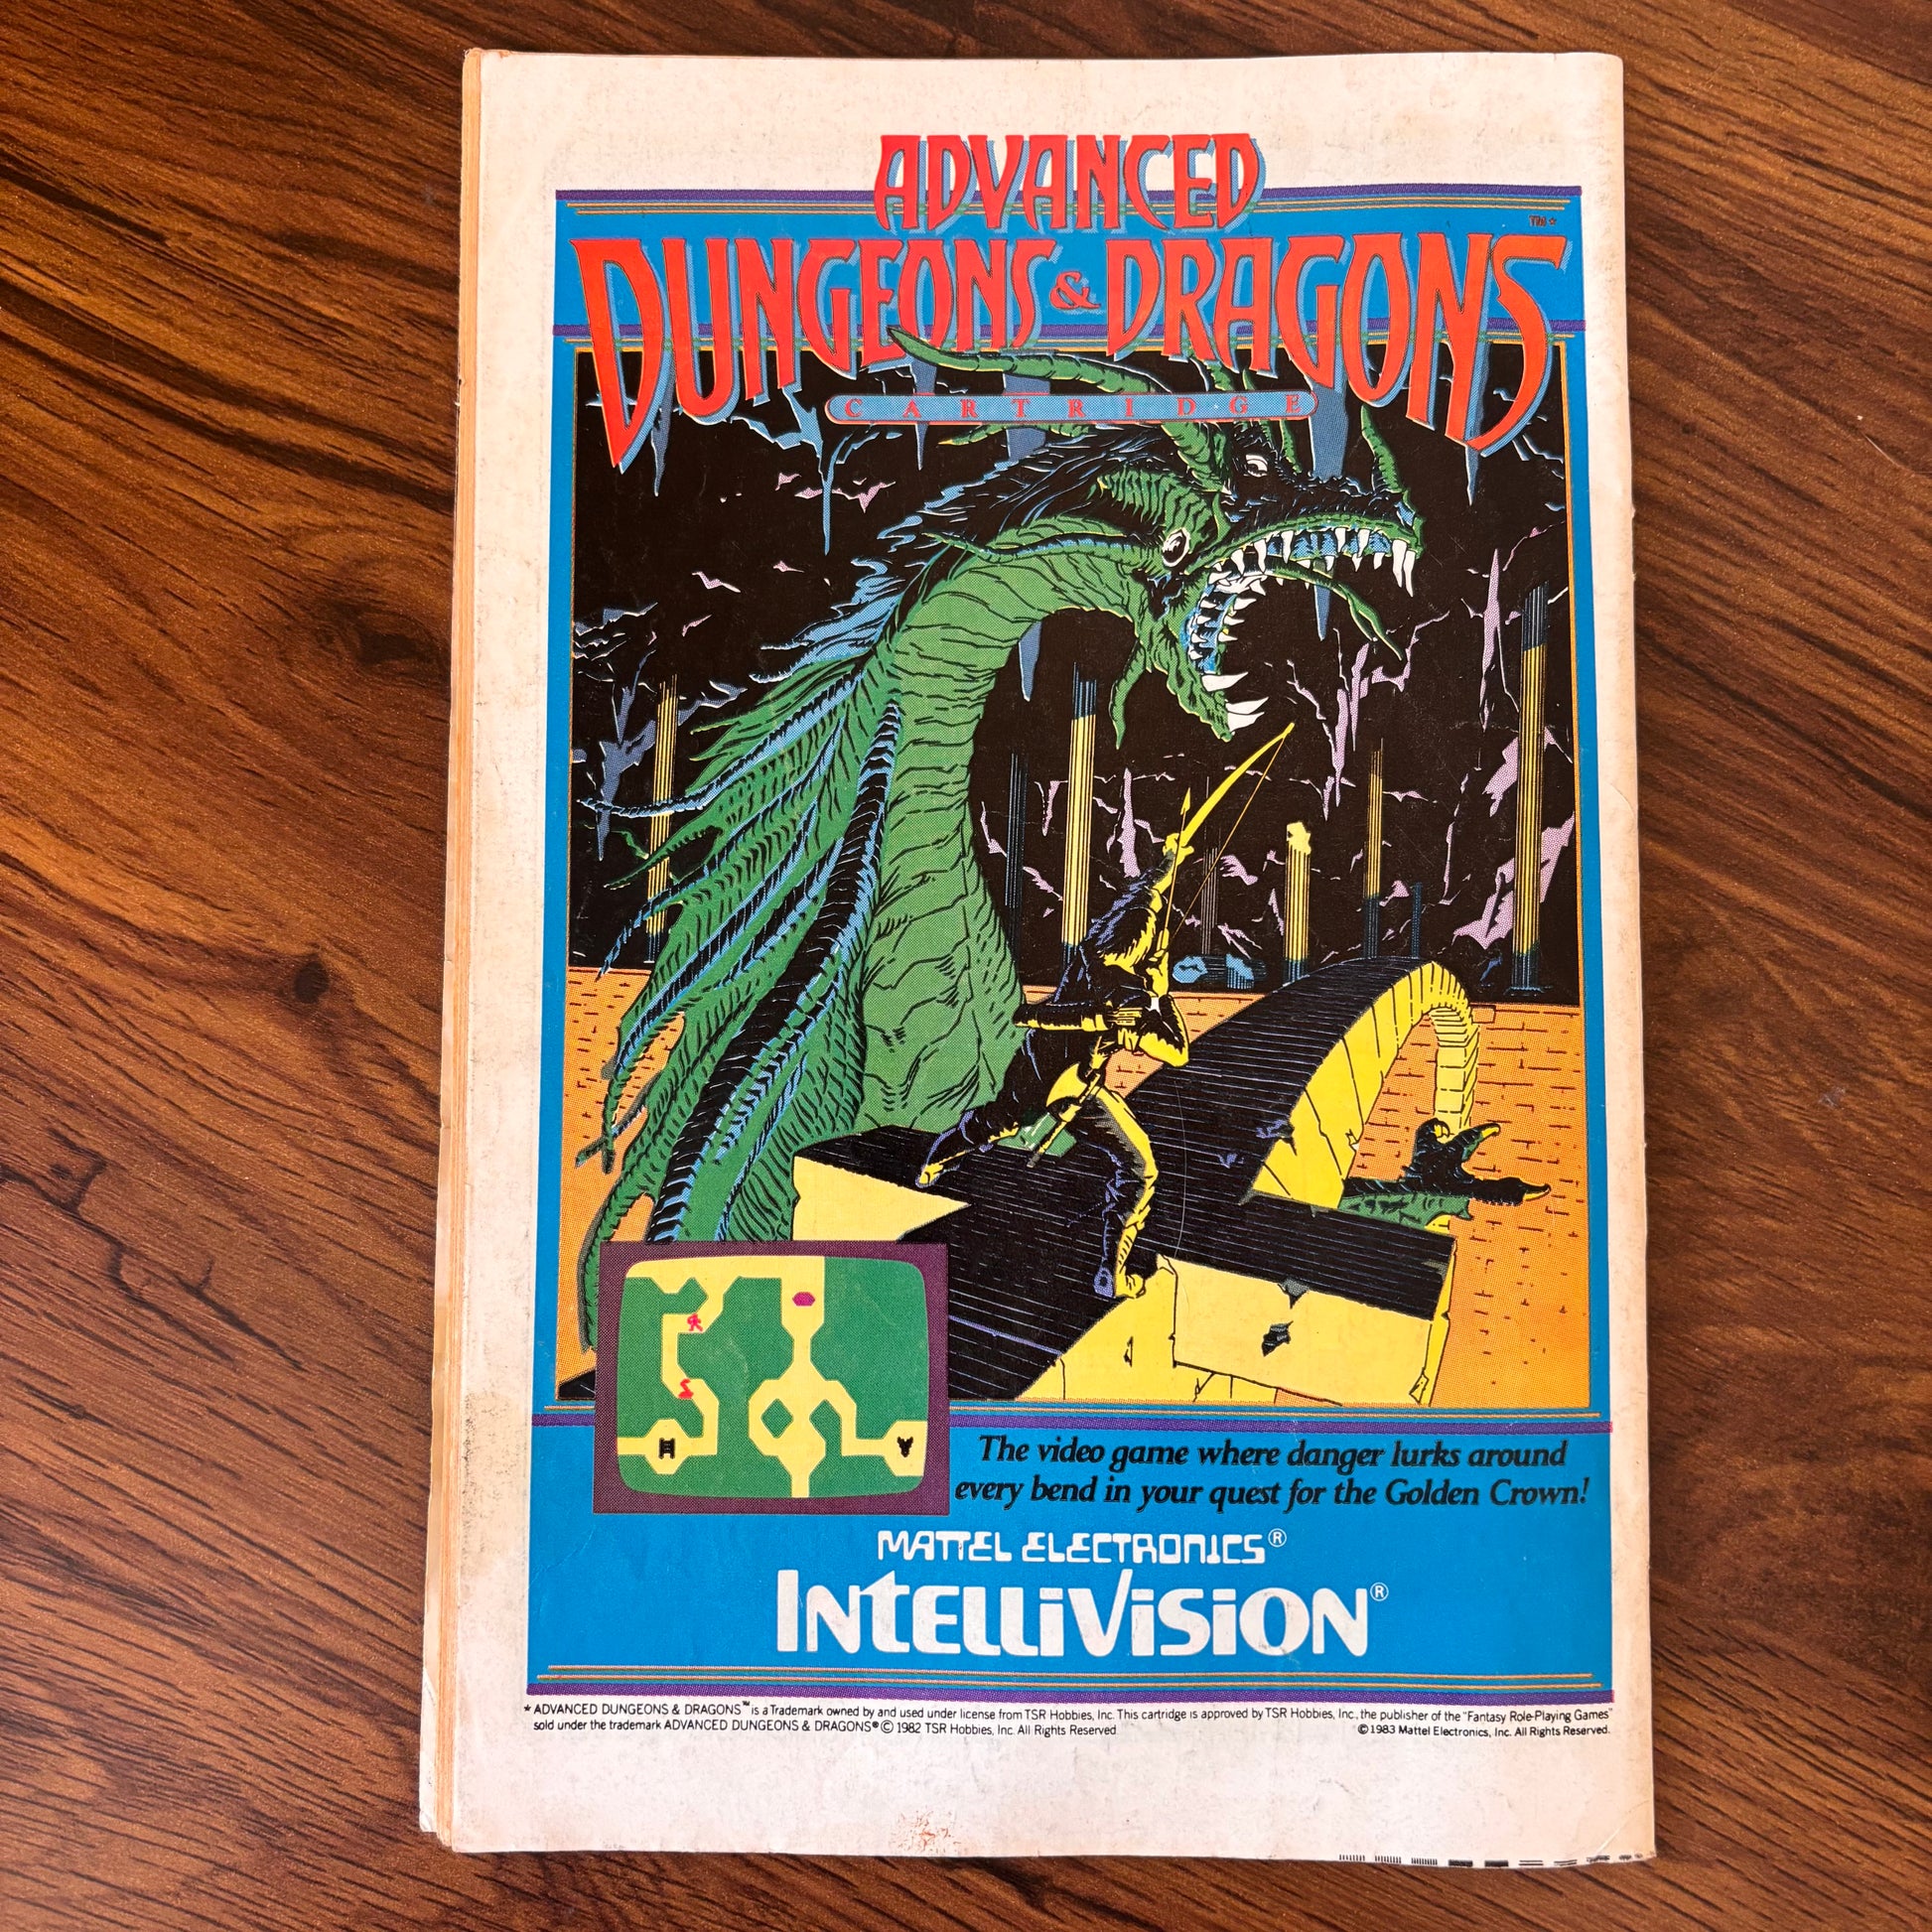 ADVANCED
DUNGEONS & DRAGONS™*
CARTRIDGE
The video game where danger lurks around
every bend in your quest for the Golden Crown!
MATTEL ELECTRONICS®
INTELLIVISION®
* ADVANCED DUNGEONS & DRAGONS™ is a Trademark owned by and used under license from TSR Hobbies, Inc. This cartridge is approved by TSR Hobbies, Inc., the publisher of the "Fantasy Role-Playing Games"
sold under the trademark ADVANCED DUNGEONS & DRAGONS® © 1982 TSR Hobbies, Inc. All Rights Reserved © 1983 Mattel Electronics, Inc. All Rights Reserved.